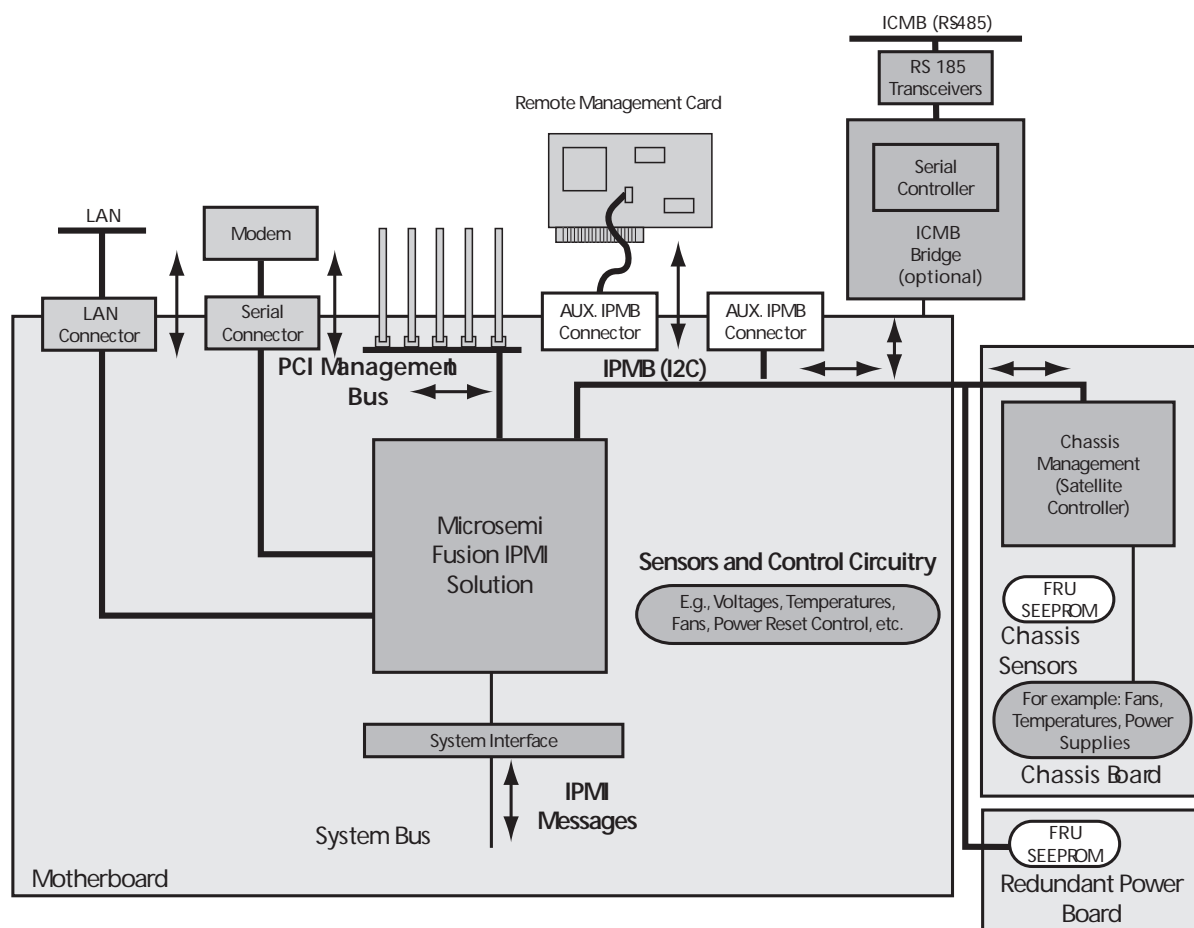 ICMB (RS-485)
RS 185
Transceivers
Remote Management Card
Serial
Controller
ICMB
Bridge
(optional)
LAN
Modem
LAN
Connector
Serial
Connector
AUX. IPMB
Connector
AUX. IPMB
Connector
PCI Management
Bus
IPMB (I2C)
Chassis
Management
(Satellite
Controller)
Microsemi
Fusion IPMI
Solution
Sensors and Control Circuitry
E.g., Voltages, Temperatures,
Fans, Power Reset Control, etc.
FRU
SEEPROM
Chassis
Sensors
For example: Fans,
Temperatures, Power
Supplies
Chassis Board
System Interface
IPMI
Messages
System Bus
Motherboard
FRU
SEEPROM
Redundant Power
Board